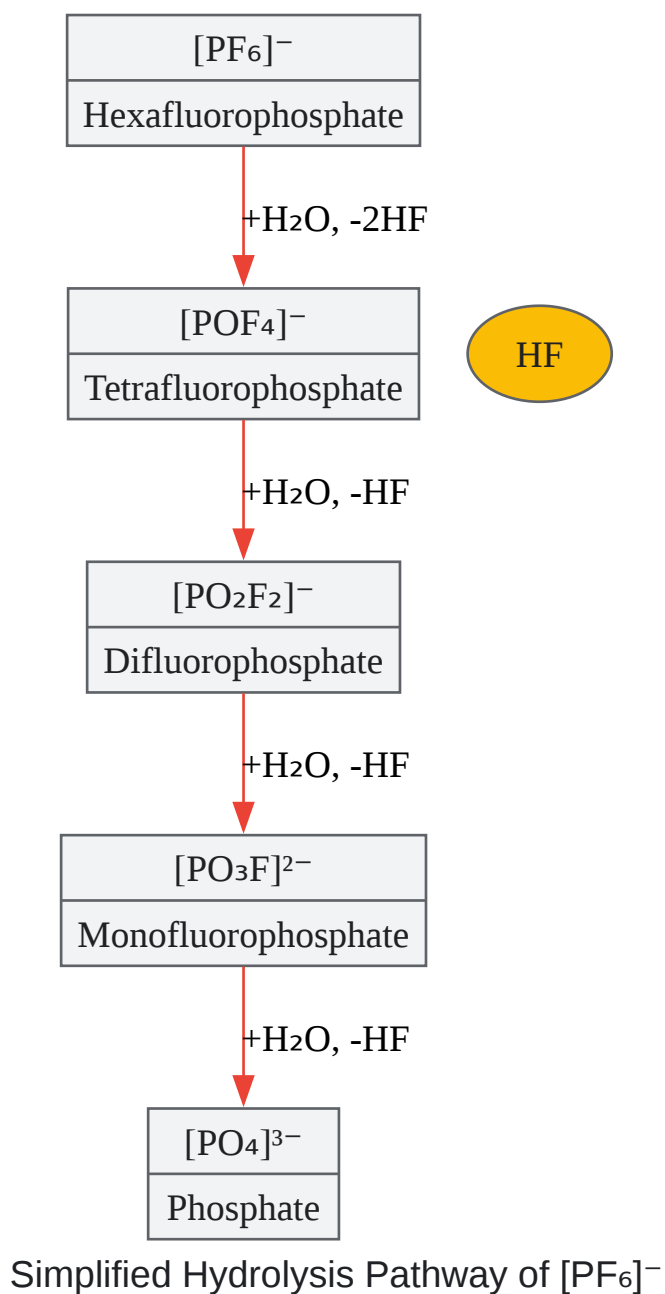 [PF₆]⁻
Hexafluorophosphate
+H₂O, -2HF
[POF₄]⁻
Tetrafluorophosphate
HF
+H₂O, -HF
[PO₂F₂]⁻
Difluorophosphate
+H₂O, -HF
[PO₃F]²⁻
Monofluorophosphate
+H₂O, -HF
[PO₄]³⁻
Phosphate
Simplified Hydrolysis Pathway of [PF₆]⁻